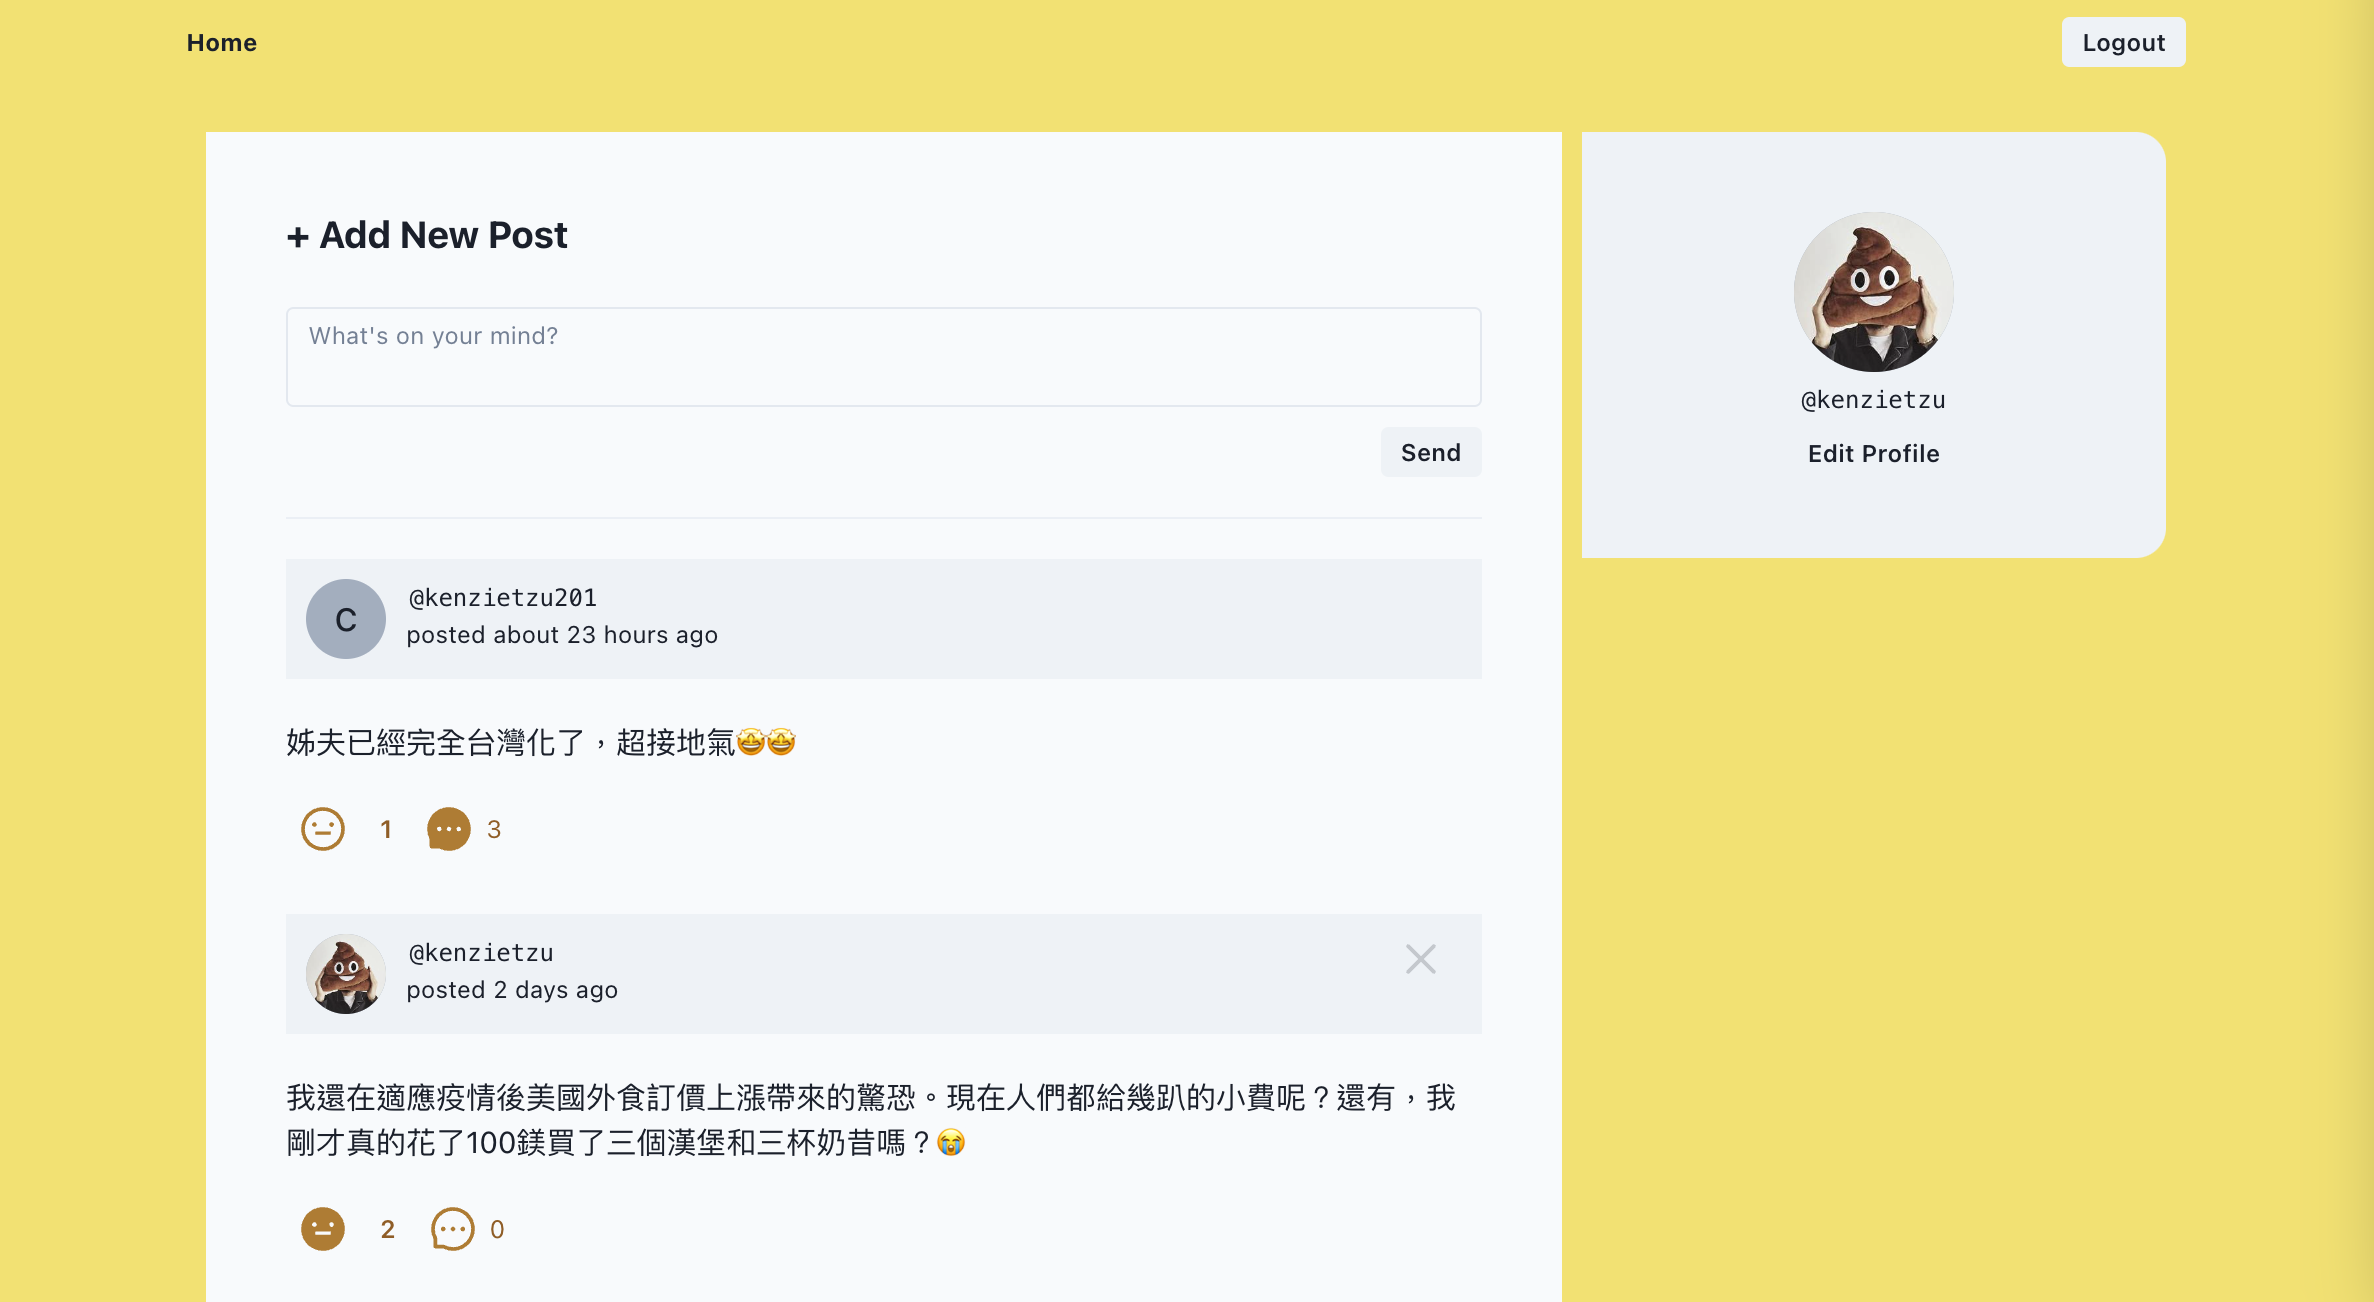 Home
Logout
+ Add New Post
What's on your mind?
Send
@kenzietzu
Edit Profile
C
@kenzietzu201
posted about 23 hours ago
姊夫已經完全台灣化了，超接地氣🤩🤩
1
3
@kenzietzu
posted 2 days ago
我還在適應疫情後美國外食訂價上漲帶來的驚恐。現在人們都給幾趴的小費呢？還有，我
剛才真的花了100鎂買了三個漢堡和三杯奶昔嗎？😭
2
0